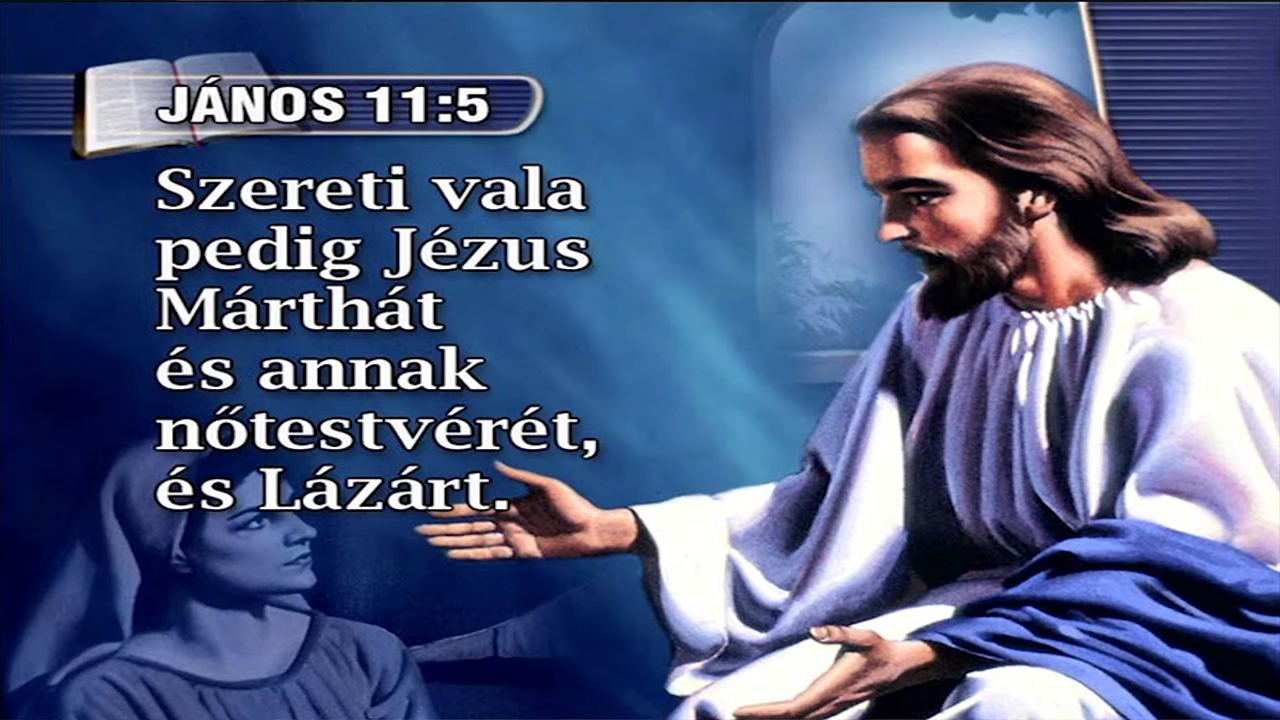 JÁNOS 11:5
Szereti vala
pedig Jézus
Márthát
és annak
nőtestvérét,
és Lázárt.